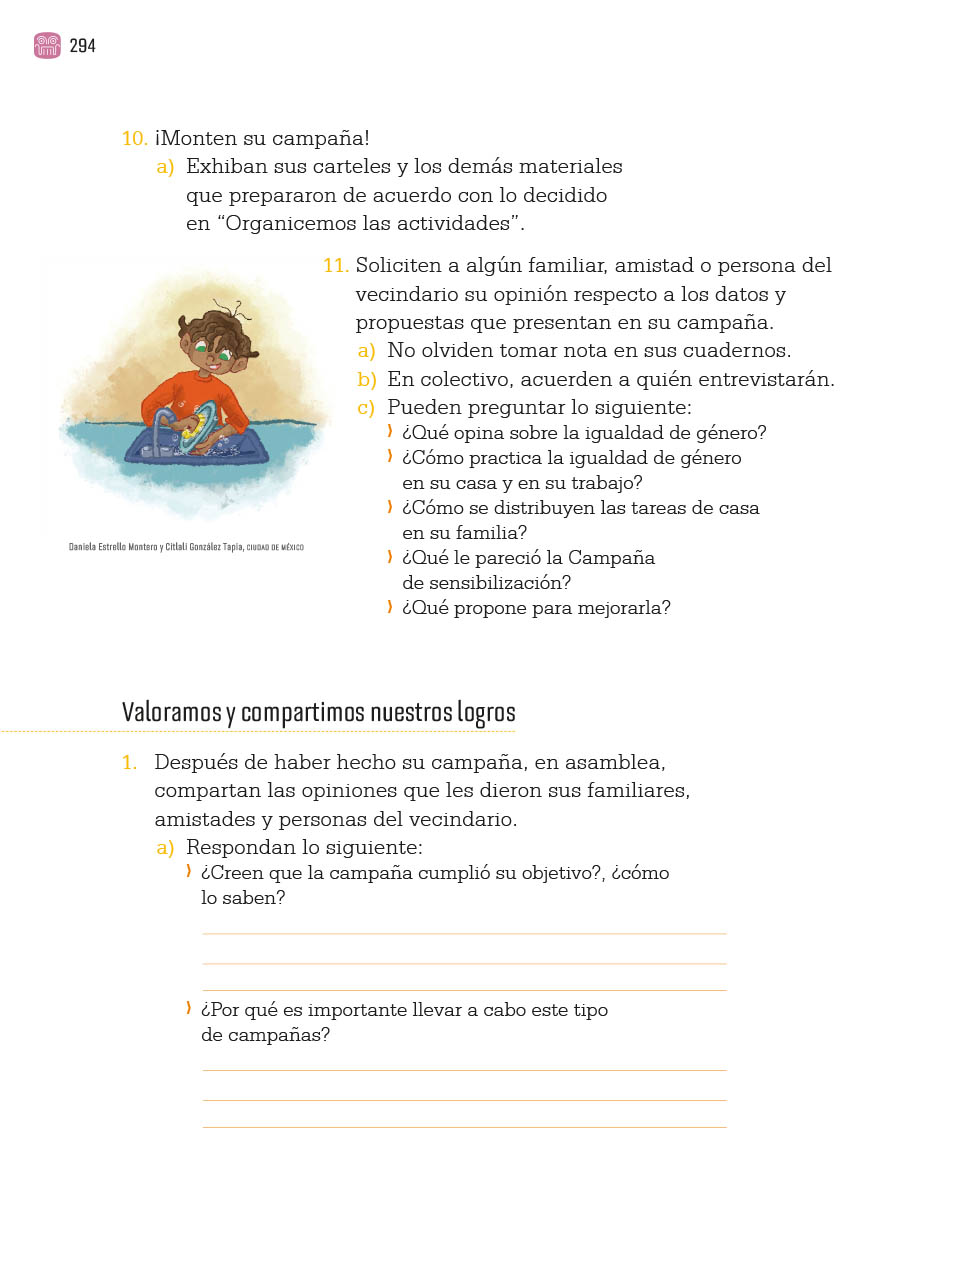 294
10. ¡Monten su campaña!
a) Exhiban sus carteles y los demás materiales
que prepararon de acuerdo con lo decidido
en “Organicemos las actividades”.
11. Soliciten a algún familiar, amistad o persona del
vecindario su opinión respecto a los datos y
propuestas que presentan en su campaña.
a) No olviden tomar nota en sus cuadernos.
b) En colectivo, acuerden a quién entrevistarán.
c) Pueden preguntar lo siguiente:
¿Qué opina sobre la igualdad de género?
¿Cómo practica la igualdad de género
en su casa y en su trabajo?
¿Cómo se distribuyen las tareas de casa
en su familia?
¿Qué le pareció la Campaña
de sensibilización?
¿Qué propone para mejorarla?
Daniela Estrello Montero y Citlali González Tapia, CIUDAD DE MÉXICO
Valoramos y compartimos nuestros logros
1. Después de haber hecho su campaña, en asamblea,
compartan las opiniones que les dieron sus familiares,
amistades y personas del vecindario.
a) Respondan lo siguiente:
¿Creen que la campaña cumplió su objetivo?, ¿cómo
lo saben?
¿Por qué es importante llevar a cabo este tipo
de campañas?